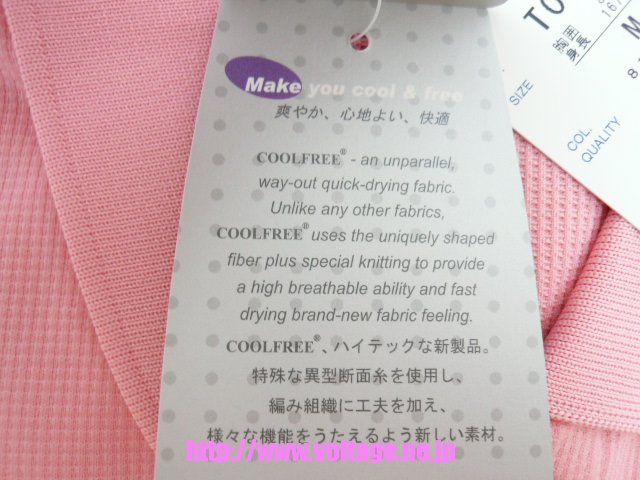 Make you cool & free
爽やか、心地よい、快適
COOLFREE® - an unparallel,
way-out quick-drying fabric.
Unlike any other fabrics,
COOLFREE® uses the uniquely shaped
fiber plus special knitting to provide
a high breathable ability and fast
drying brand-new fabric feeling.
COOLFREE®、ハイテックな新製品。
特殊な異型断面糸を使用し、
編み組織に工夫を加え、
様々な機能をうたえるよう新しい素材。
胸囲
身長
SIZE
COL.
QUALITY